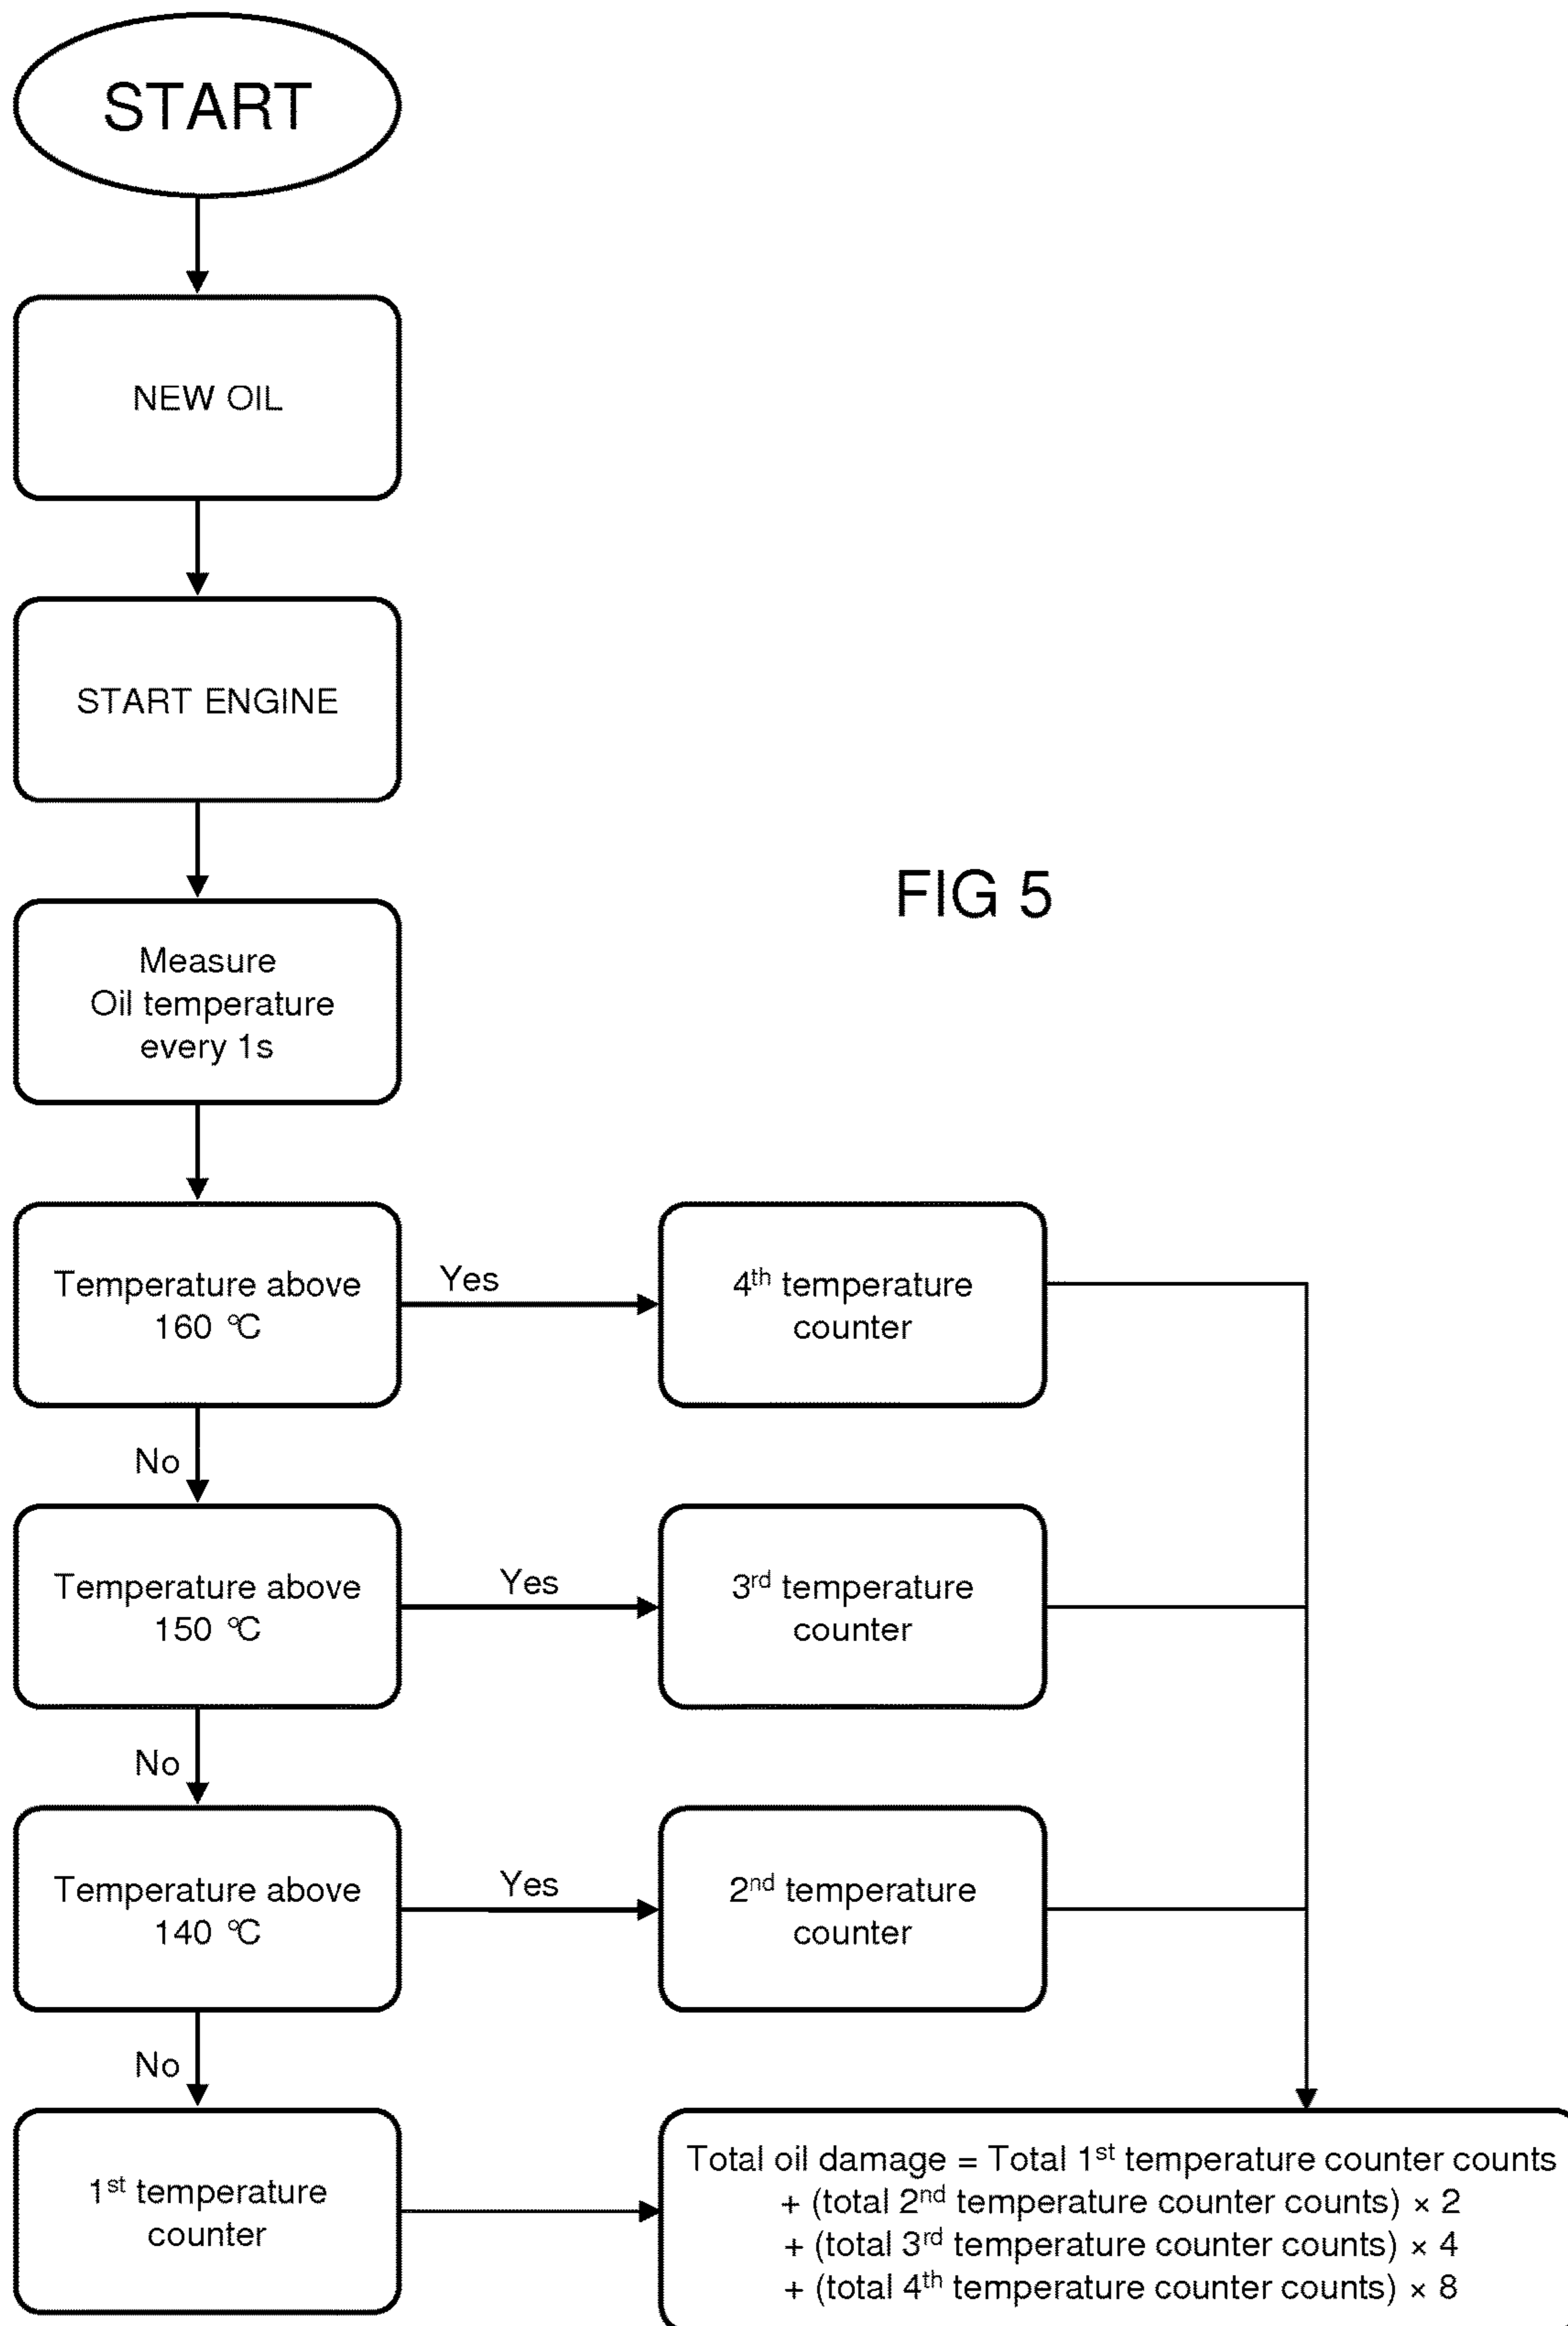 START
NEW OIL
START ENGINE
FIG 5
Measure
Oil temperature
every 1s
Temperature above
160 °C
Yes
4th temperature
counter
No
Temperature above
150 °C
Yes
3rd temperature
counter
No
Temperature above
140 °C
Yes
2nd temperature
counter
No
1st temperature
counter
Total oil damage = Total 1st temperature counter counts
+ (total 2nd temperature counter counts) × 2
+ (total 3rd temperature counter counts) × 4
+ (total 4th temperature counter counts) × 8